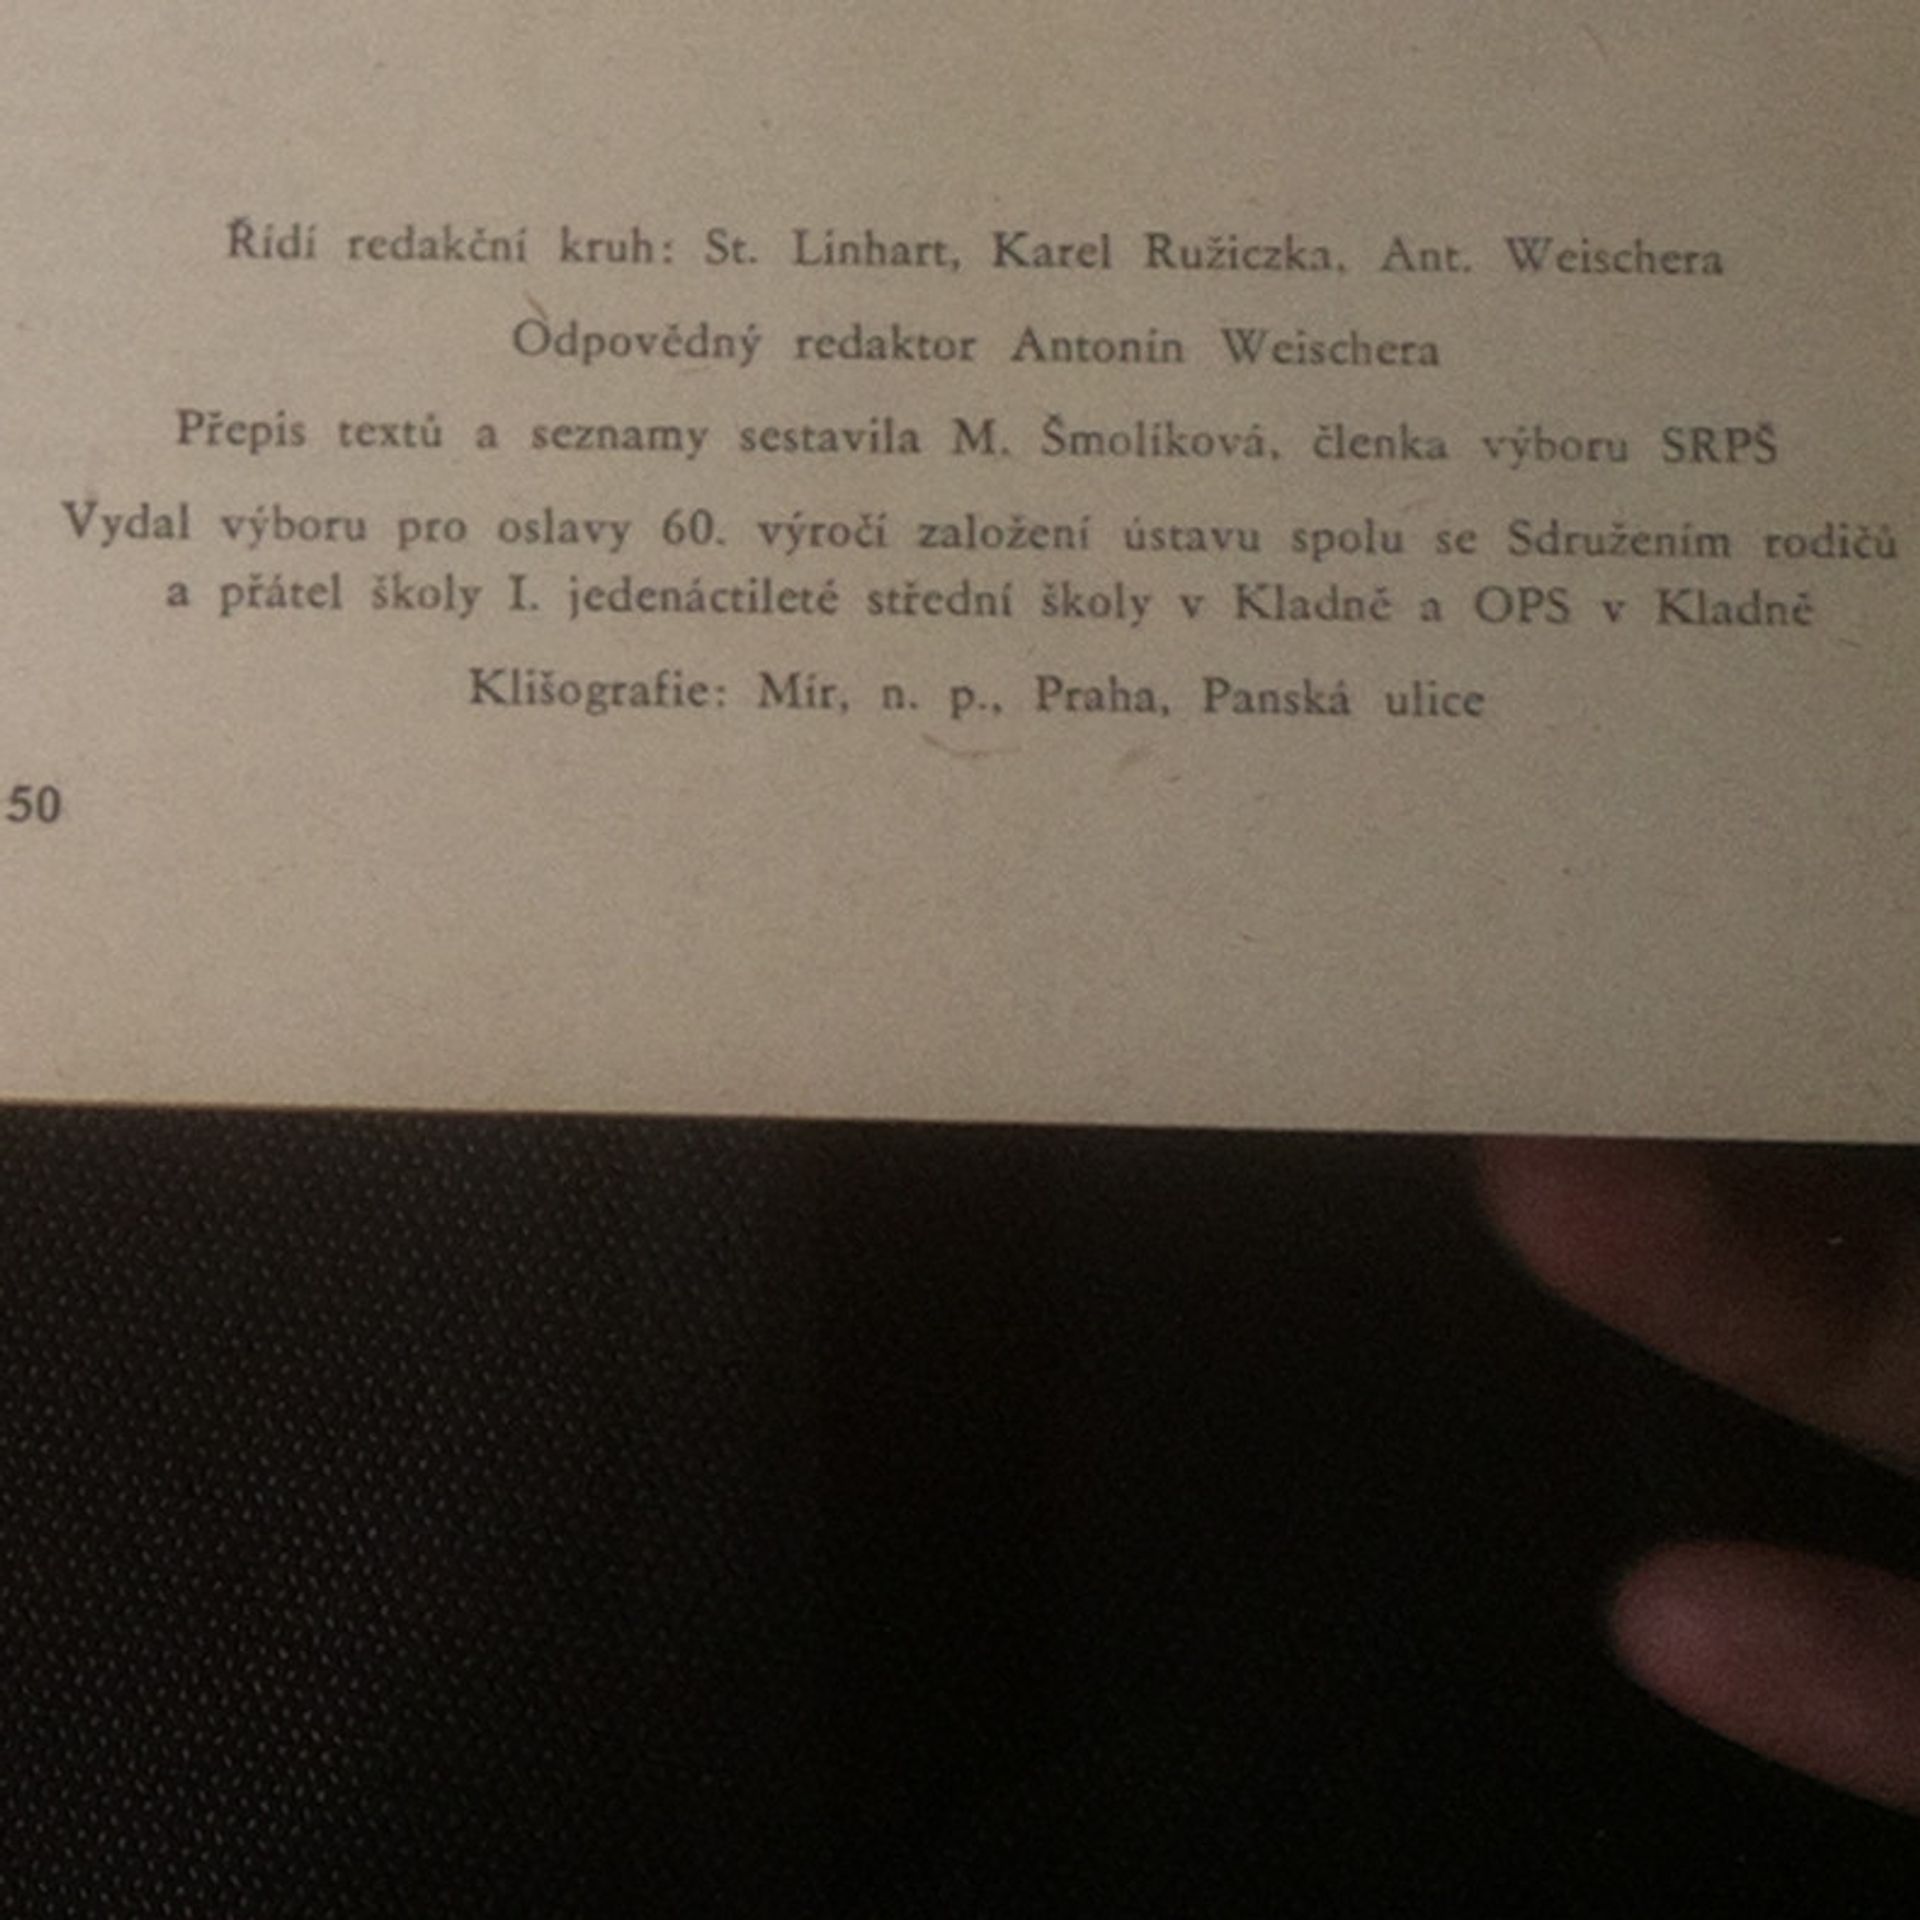 Řídí redakční kruh: St. Linhart, Karel Ružiczka, Ant. Weischera
Odpovědný redaktor Antonín Weischera
Přepis textů a seznamy sestavila M. Šmolíková, členka výboru SRPŠ
Vydal výboru pro oslavy 60. výročí založení ústavu spolu se Sdružením rodičů
a přátel školy I. jedenáctileté střední školy v Kladně a OPS v Kladně
Klišografie: Mír, n. p., Praha, Panská ulice
50